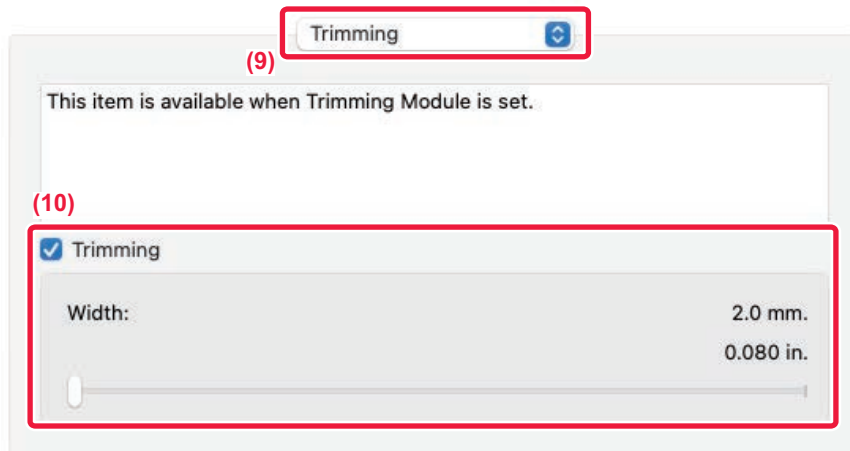 Trimming
(9)
This item is available when Trimming Module is set.
(10)
Trimming
Width:
2.0 mm.
0.080 in.